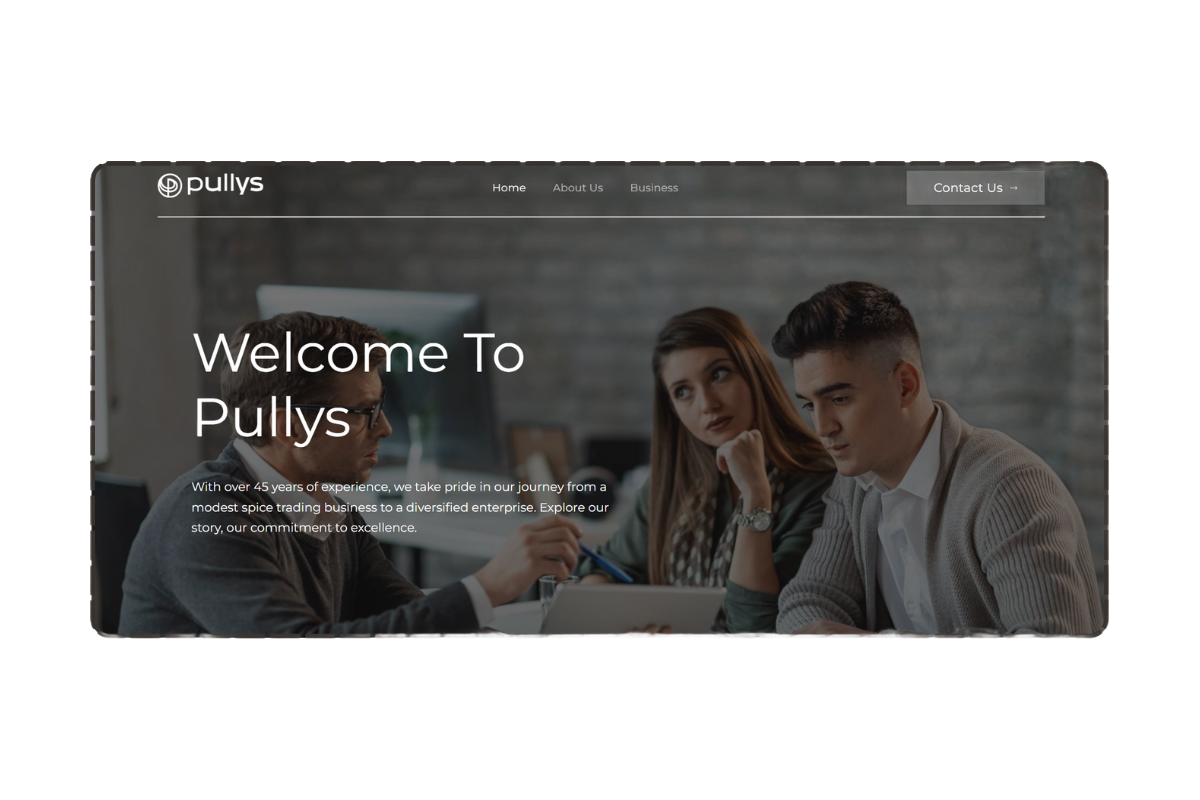 pullys
Home About Us Business
Contact Us →
Welcome To
Pullys
With over 45 years of experience, we take pride in our journey from a
modest spice trading business to a diversified enterprise. Explore our
story, our commitment to excellence.